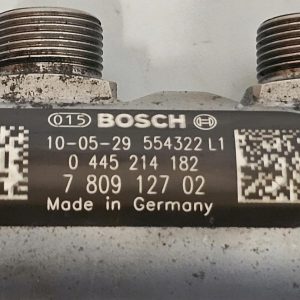 015 BOSCH
10-05-29 554322 L1
0 445 214 182
7 809 127 02
Made in Germany